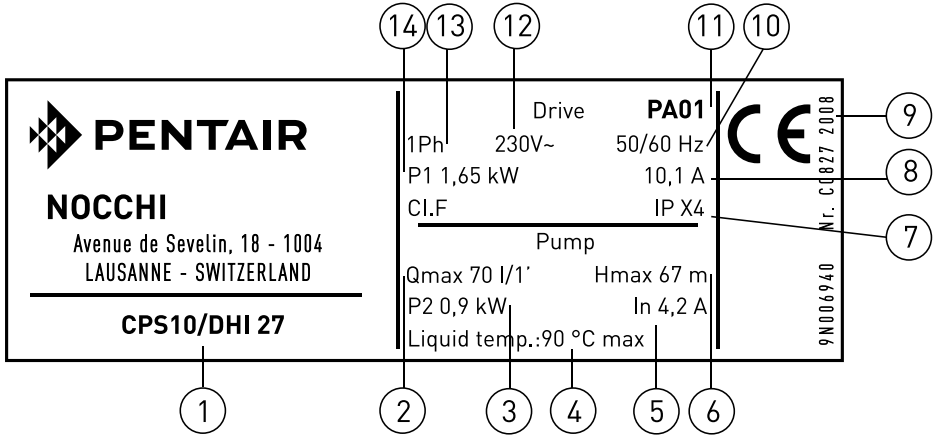 14 13 12 11 10
PENTAIR
NOCCHI
Avenue de Sevelin, 18 - 1004
LAUSANNE - SWITZERLAND
CPS10/DHI 27
Drive PA01
1Ph 230V~ 50/60 Hz
P1 1,65 kW 10,1 A
CI.F IP X4
Pump
Qmax 70 l/1' Hmax 67 m
P2 0,9 kW In 4,2 A
Liquid temp.:90 °C max
CE
9N006940 Nr. C0827 2008
9
8
7
1 2 3 4 5 6